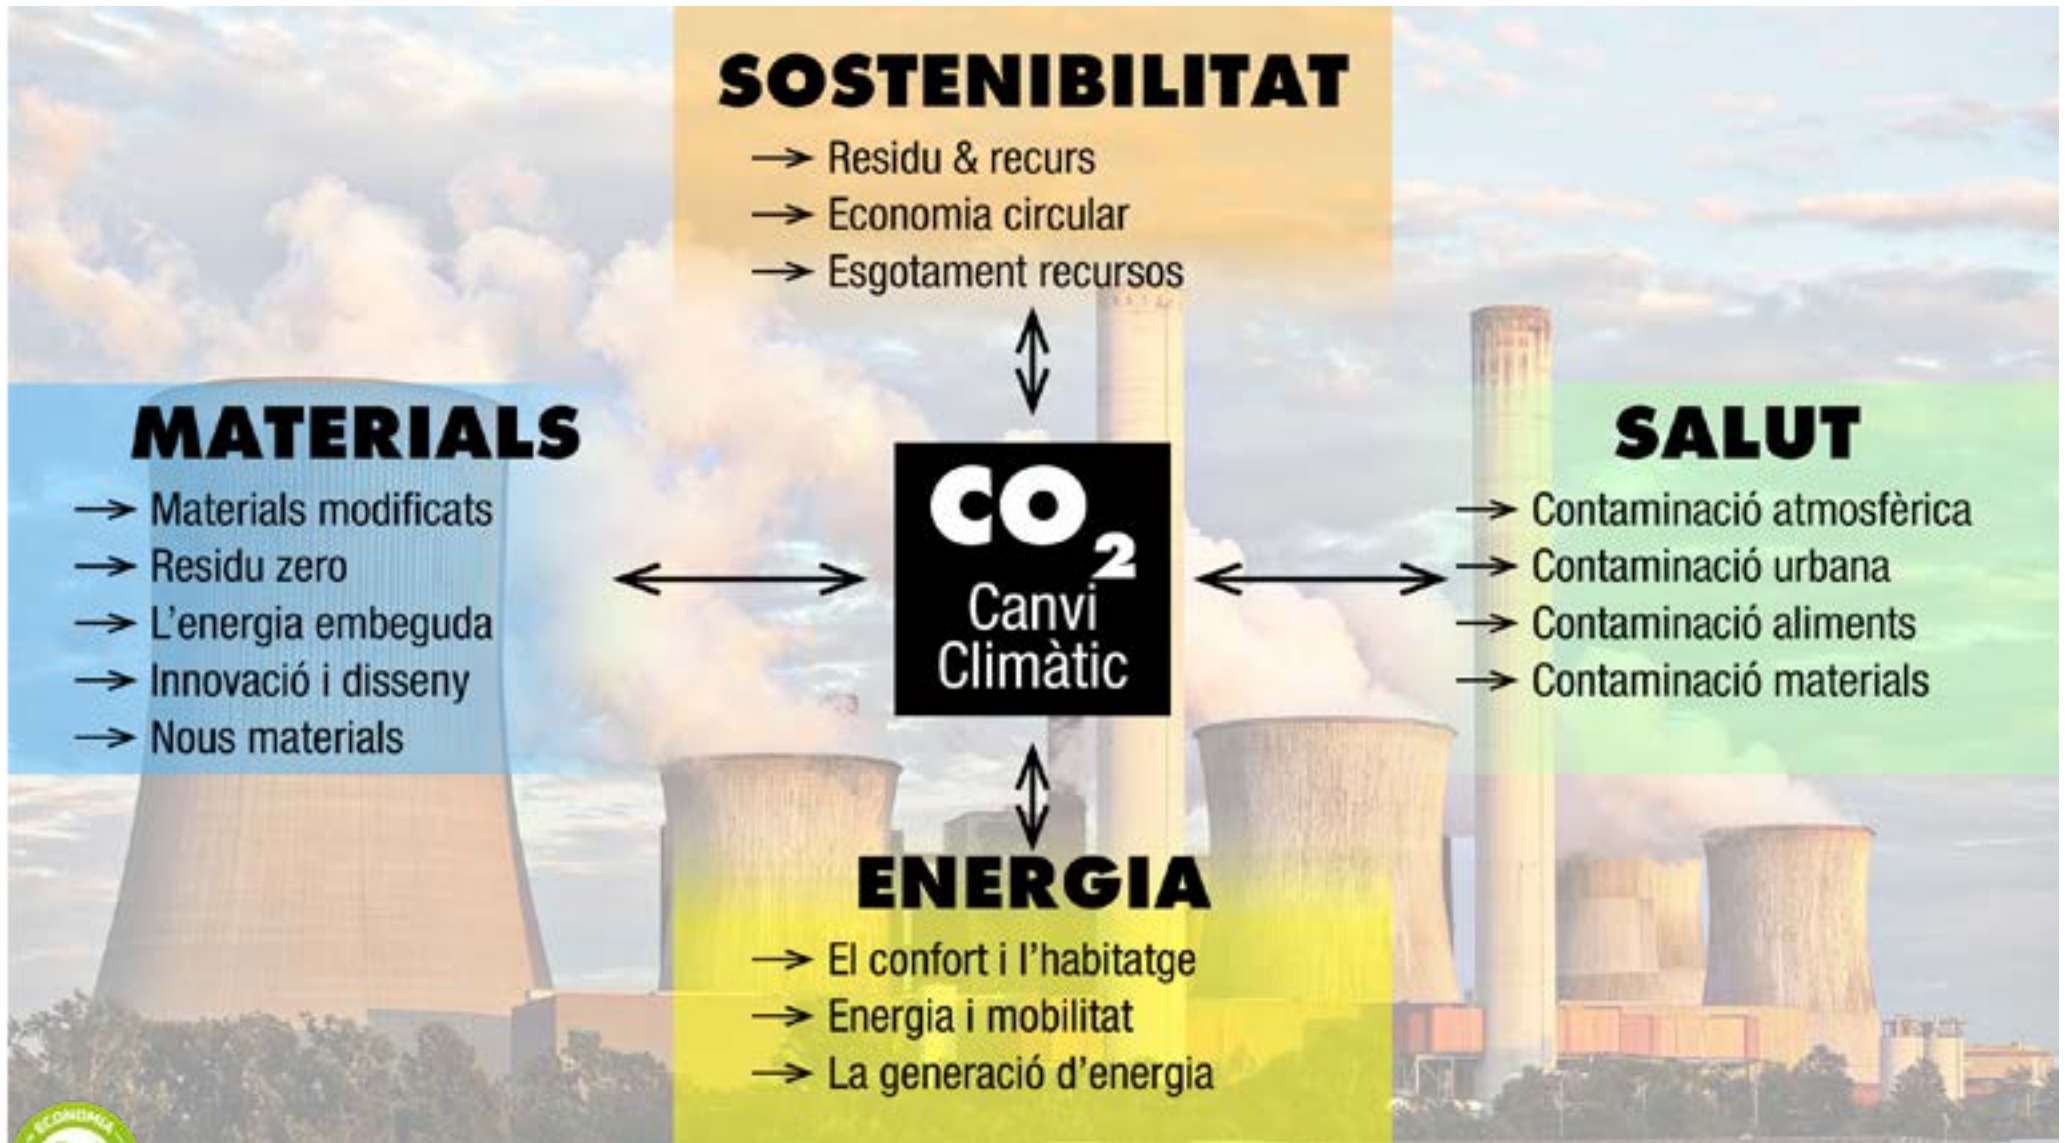 SOSTENIBILITAT
→ Residu & recurs
→ Economia circular
→ Esgotament recursos
MATERIALS
→ Materials modificats
→ Residu zero
→ L'energia embeguda
→ Innovació i disseny
→ Nous materials
CO₂
Canvi
Climàtic
SALUT
→ Contaminació atmosfèrica
→ Contaminació urbana
→ Contaminació aliments
→ Contaminació materials
ENERGIA
→ El confort i l'habitatge
→ Energia i mobilitat
→ La generació d'energia
ECONOMIA